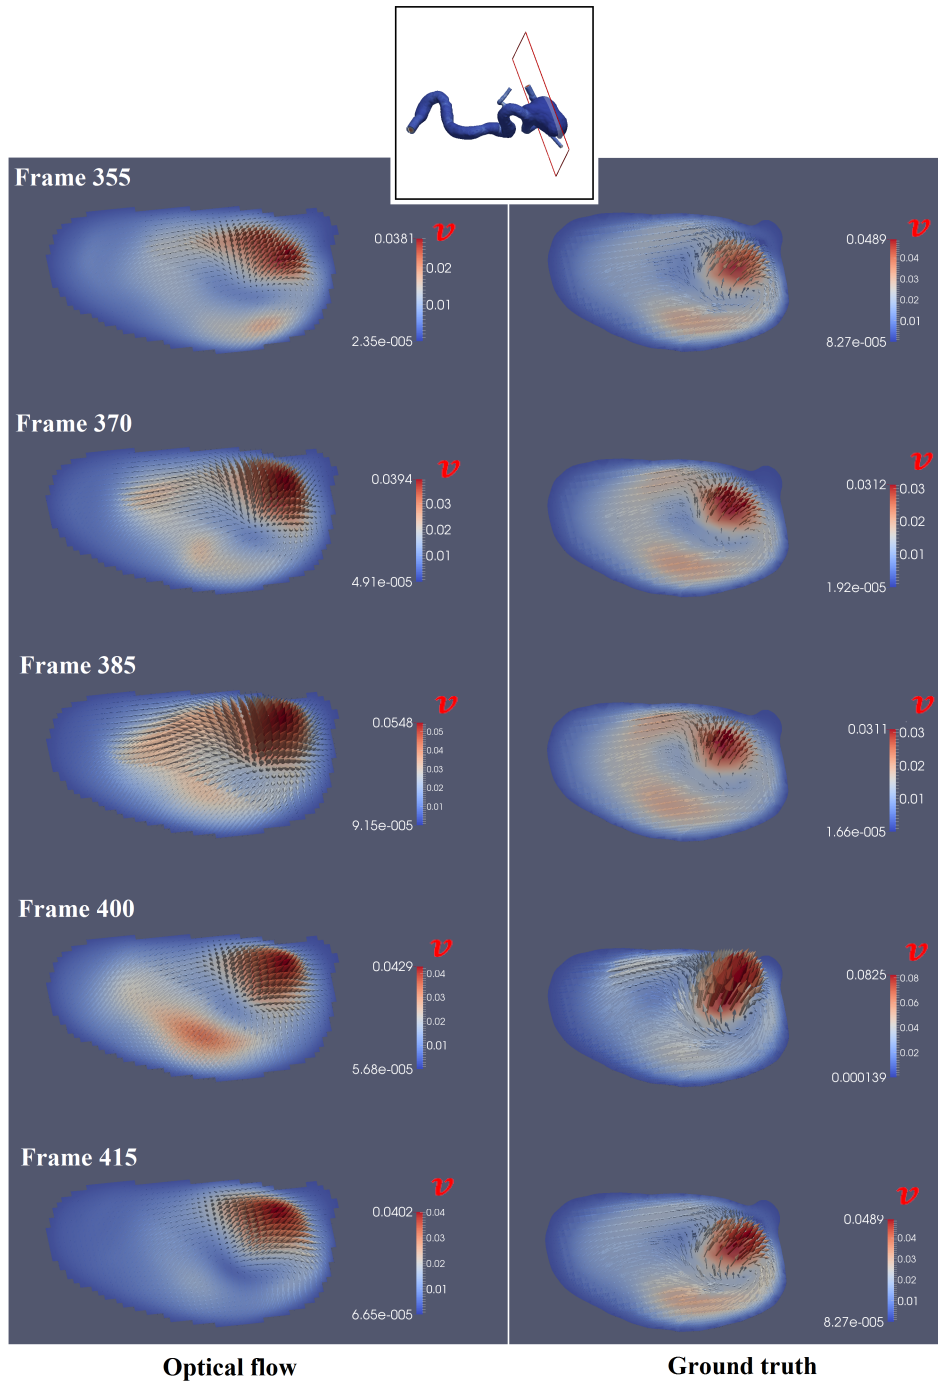 Frame 355
v
0.0381
0.02
0.01
2.35e-005
v
0.0489
0.04
0.03
0.02
0.01
8.27e-005
Frame 370
v
0.0394
0.03
0.02
0.01
4.91e-005
v
0.0312
0.03
0.02
0.01
1.92e-005
Frame 385
v
0.0548
0.05
0.04
0.03
0.02
0.01
9.15e-005
v
0.0311
0.03
0.02
0.01
1.66e-005
Frame 400
v
0.0429
0.04
0.03
0.02
0.01
5.68e-005
v
0.0825
0.08
0.06
0.04
0.02
0.000139
Frame 415
v
0.0402
0.04
0.03
0.02
0.01
6.65e-005
v
0.0489
0.04
0.03
0.02
0.01
8.27e-005
Optical flow
Ground truth